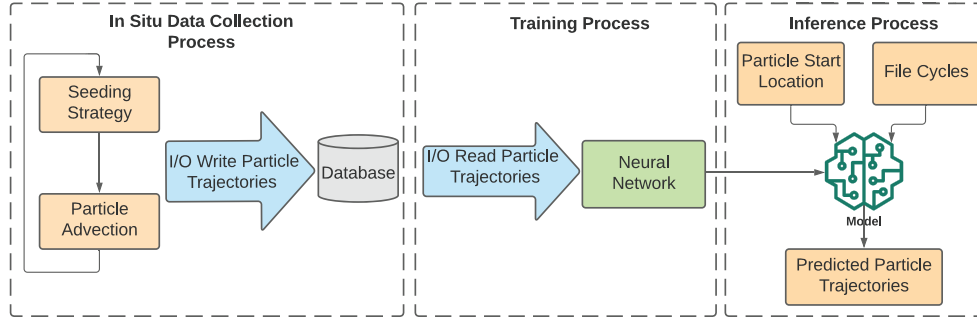 In Situ Data Collection
Process
Seeding
Strategy
Particle
Advection
I/O Write Particle
Trajectories
Database
Training Process
I/O Read Particle
Trajectories
Neural
Network
Inference Process
Particle Start
Location
File Cycles
Model
Predicted Particle
Trajectories